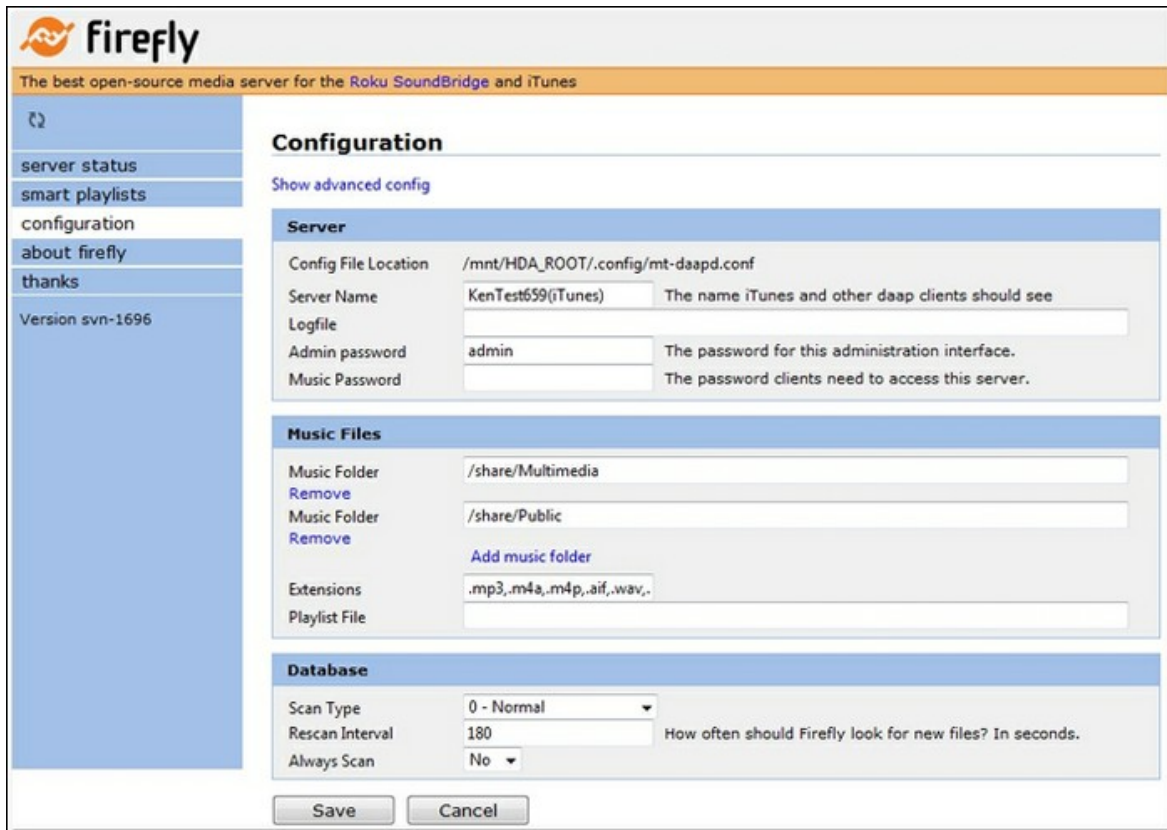 firefly
The best open-source media server for the Roku SoundBridge and iTunes
server status
smart playlists
configuration
about firefly
thanks
Version svn-1696
Configuration
Show advanced config
Server
Config File Location /mnt/HDA_ROOT/.config/mt-daapd.conf
Server Name KenTest659(iTunes) The name iTunes and other daap clients should see
Logfile
Admin password admin The password for this administration interface.
Music Password The password clients need to access this server.
Music Files
Music Folder /share/Multimedia
Remove
Music Folder /share/Public
Remove
Add music folder
Extensions .mp3,.m4a,.m4p,.aif,.wav,.
Playlist File
Database
Scan Type 0 - Normal
Rescan Interval 180 How often should Firefly look for new files? In seconds.
Always Scan No
Save Cancel